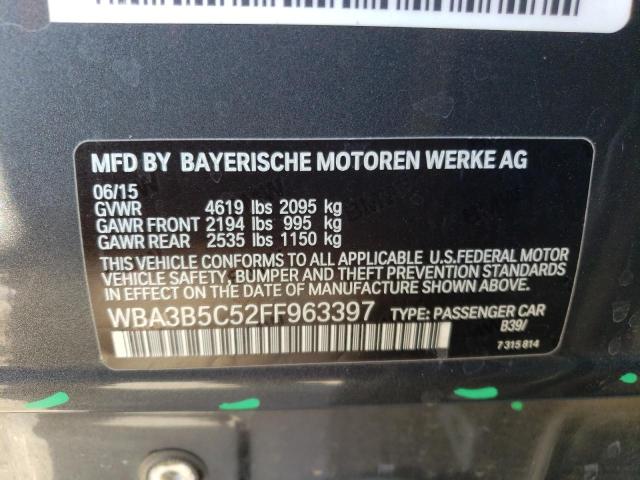 MFD BY BAYERISCHE MOTOREN WERKE AG
06/15
GVWR 4619 lbs 2095 kg
GAWR FRONT 2194 lbs 995 kg
GAWR REAR 2535 lbs 1150 kg
THIS VEHICLE CONFORMS TO ALL APPLICABLE U.S.FEDERAL MOTOR
VEHICLE SAFETY, BUMPER AND THEFT PREVENTION STANDARDS
IN EFFECT ON THE DATE OF MANUFACTURE SHOWN ABOVE.
WBA3B5C52FF963397 TYPE: PASSENGER CAR
B39/
7 315 814